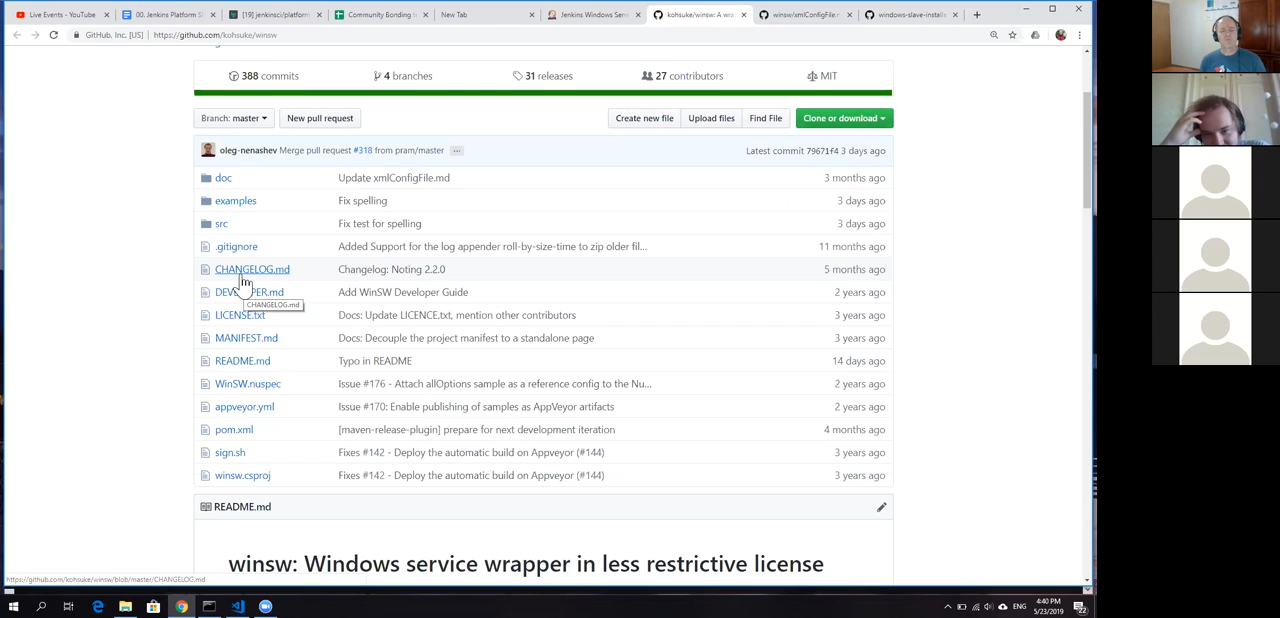 Live Events - YouTube
00. Jenkins Platform S
[19] jenkinsci/platform
Community Bonding t
New Tab
Jenkins Windows Serv
kohsuke/winsw: A wra
winsw/xmlConfigFile.m
windows-slave-install
GitHub, Inc. [US]
https://github.com/kohsuke/winsw
388 commits
4 branches
31 releases
27 contributors
MIT
Branch: master
New pull request
Create new file
Upload files
Find File
Clone or download
oleg-nenashev Merge pull request #318 from pram/master
Latest commit 79671f4 3 days ago
doc
Update xmlConfigFile.md
3 months ago
examples
Fix spelling
3 days ago
src
Fix test for spelling
3 days ago
.gitignore
Added Support for the log appender roll-by-size-time to zip older fil...
11 months ago
CHANGELOG.md
Changelog: Noting 2.2.0
5 months ago
DEVELOPER.md
Add WinSW Developer Guide
2 years ago
CHANGELOG.md
LICENSE.txt
Docs: Update LICENCE.txt, mention other contributors
3 years ago
MANIFEST.md
Docs: Decouple the project manifest to a standalone page
3 years ago
README.md
Typo in README
14 days ago
WinSW.nuspec
Issue #176 - Attach allOptions sample as a reference config to the Nu...
2 years ago
appveyor.yml
Issue #170: Enable publishing of samples as AppVeyor artifacts
2 years ago
pom.xml
[maven-release-plugin] prepare for next development iteration
4 months ago
sign.sh
Fixes #142 - Deploy the automatic build on Appveyor (#144)
3 years ago
winsw.csproj
Fixes #142 - Deploy the automatic build on Appveyor (#144)
3 years ago
README.md
winsw: Windows service wrapper in less restrictive license
https://github.com/kohsuke/winsw/blob/master/CHANGELOG.md
ENG
4:40 PM
5/23/2019
22